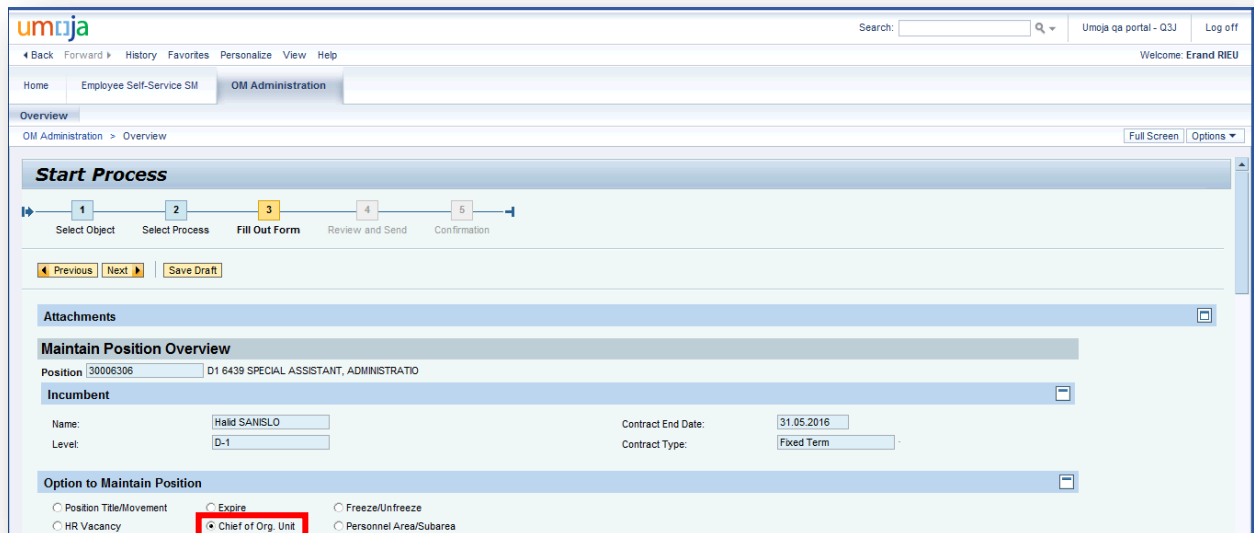 umoja Search: Umoja qa portal - Q3J Log off
Back Forward History Favorites Personalize View Help Welcome: Erand RIEU
Home Employee Self-Service SM OM Administration
Overview
OM Administration > Overview Full Screen Options
Start Process
1 2 3 4 5
Select Object Select Process Fill Out Form Review and Send Confirmation
Previous Next Save Draft
Attachments
Maintain Position Overview
Position 30006306 D1 6439 SPECIAL ASSISTANT, ADMINISTRATIO
Incumbent
Name: Halid SANISLO Contract End Date: 31.05.2016
Level: D-1 Contract Type: Fixed Term
Option to Maintain Position
Position Title/Movement Expire Freeze/Unfreeze
HR Vacancy Chief of Org. Unit Personnel Area/Subarea